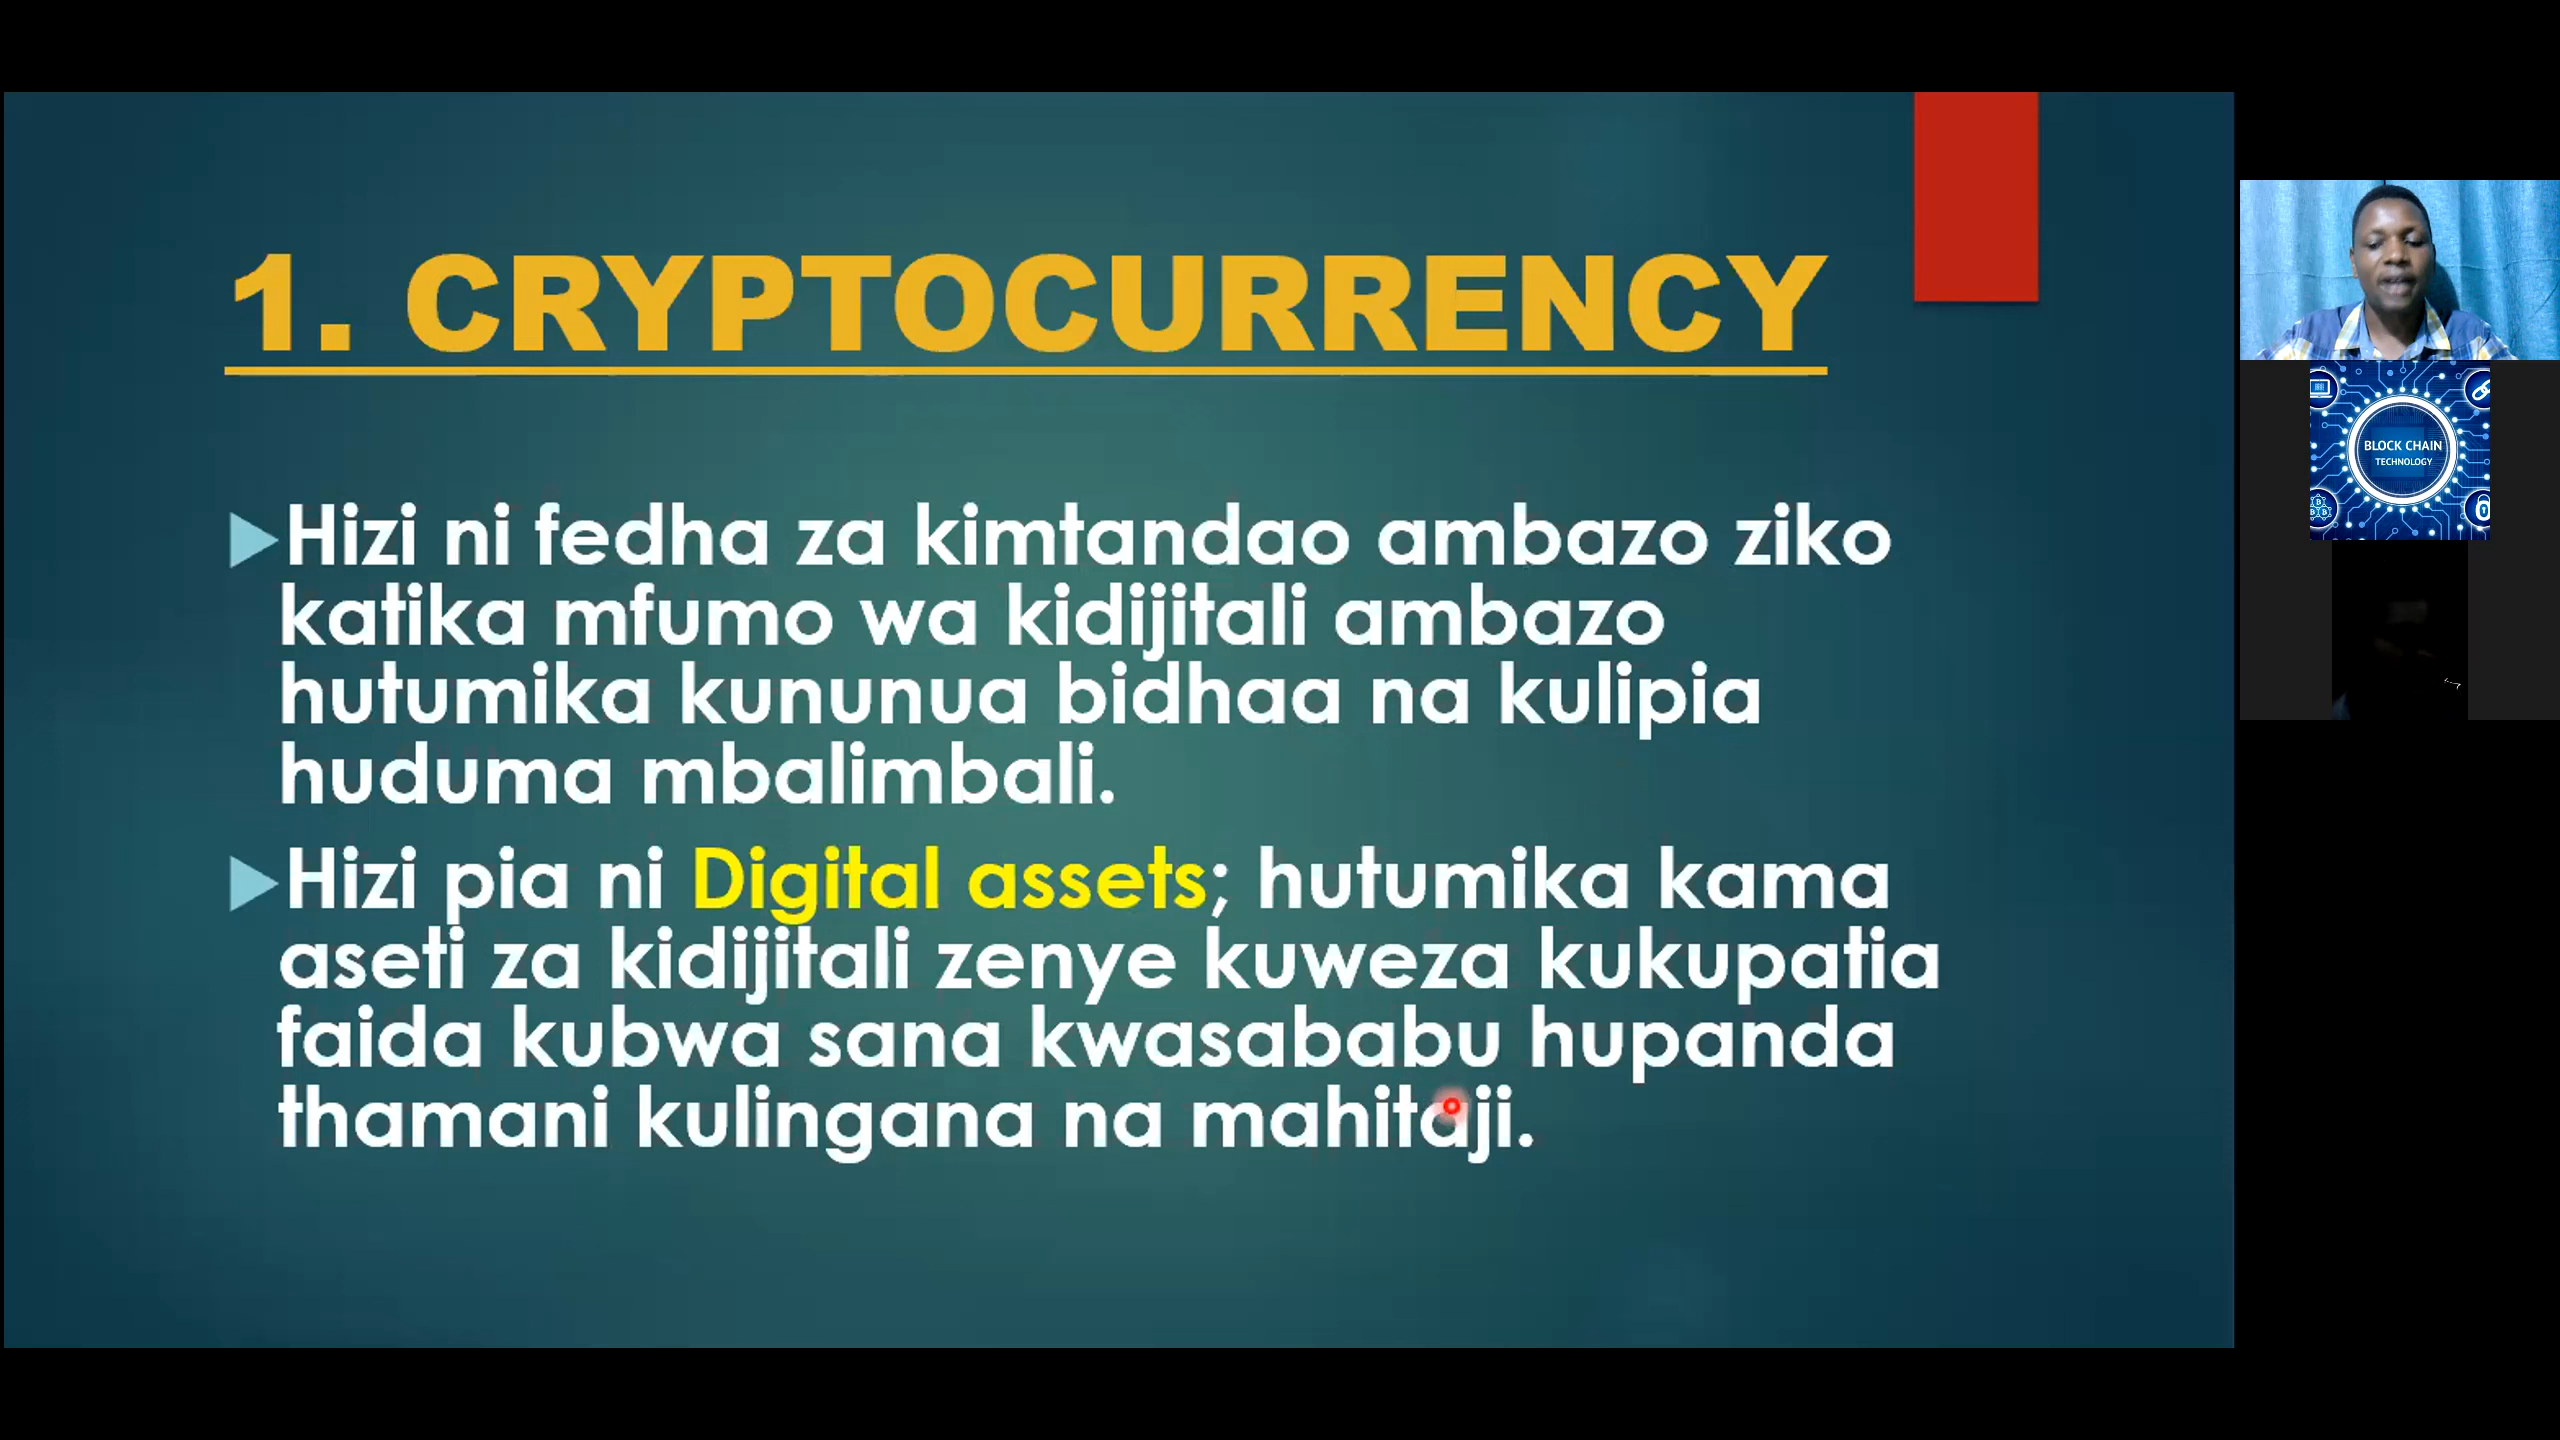 1. CRYPTOCURRENCY
Hizi ni fedha za kimtandao ambazo ziko
katika mfumo wa kidijitali ambazo
hutumika kununua bidhaa na kulipia
huduma mbalimbali.
Hizi pia ni Digital assets; hutumika kama
aseti za kidijitali zenye kuweza kukupatia
faida kubwa sana kwasababu hupanda
thamani kulingana na mahitaji.
BLOCK CHAIN
TECHNOLOGY